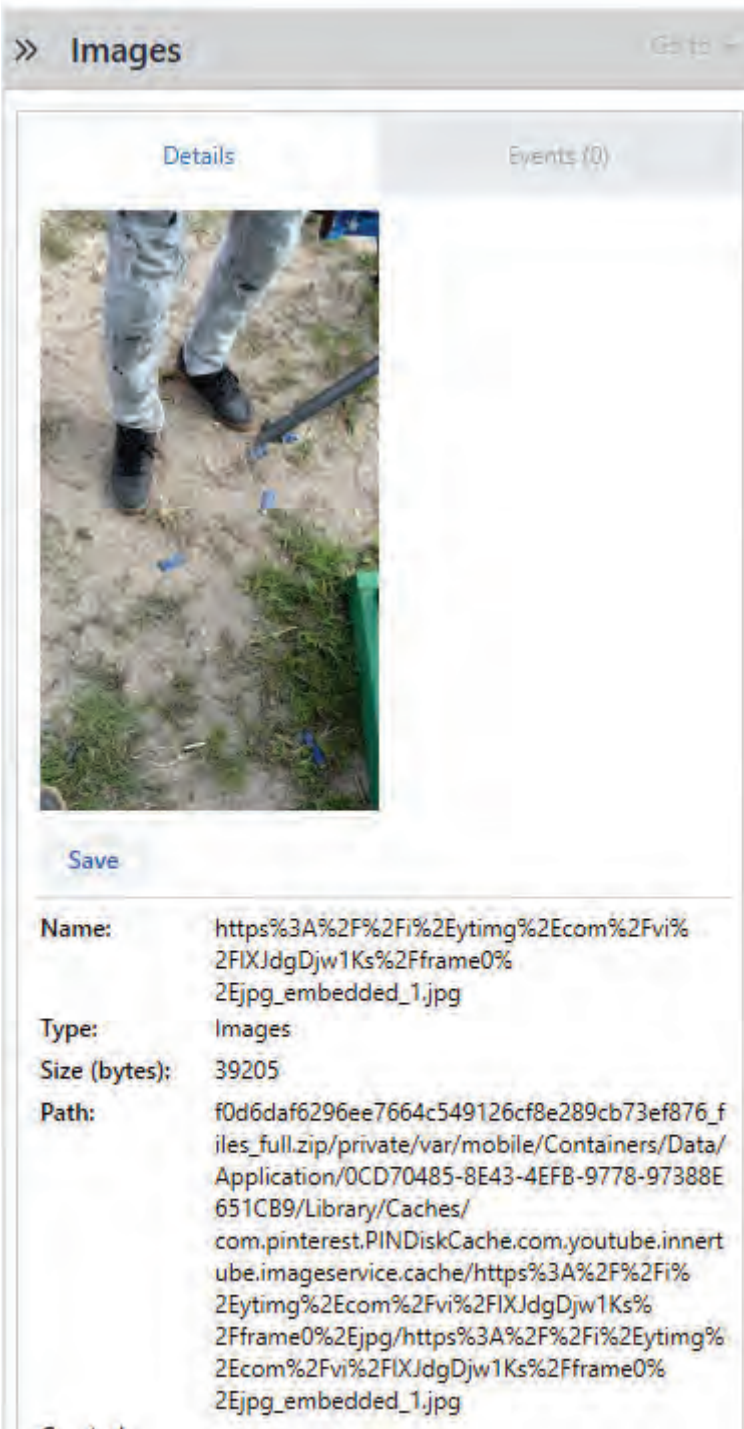 » Images
Go to
Details
Events (0)
Save
Name: https%3A%2F%2Fi%2Eytimg%2Ecom%2Fvi%
2FlXJdgDjw1Ks%2Fframe0%
2Ejpg_embedded_1.jpg
Type: Images
Size (bytes): 39205
Path: f0d6daf6296ee7664c549126cf8e289cb73ef876_f
iles_full.zip/private/var/mobile/Containers/Data/
Application/0CD70485-8E43-4EFB-9778-97388E
651CB9/Library/Caches/
com.pinterest.PINDiskCache.com.youtube.innert
ube.imageservice.cache/https%3A%2F%2Fi%
2Eytimg%2Ecom%2Fvi%2FlXJdgDjw1Ks%
2Fframe0%2Ejpg/https%3A%2F%2Fi%2Eytimg%
2Ecom%2Fvi%2FlXJdgDjw1Ks%2Fframe0%
2Ejpg_embedded_1.jpg